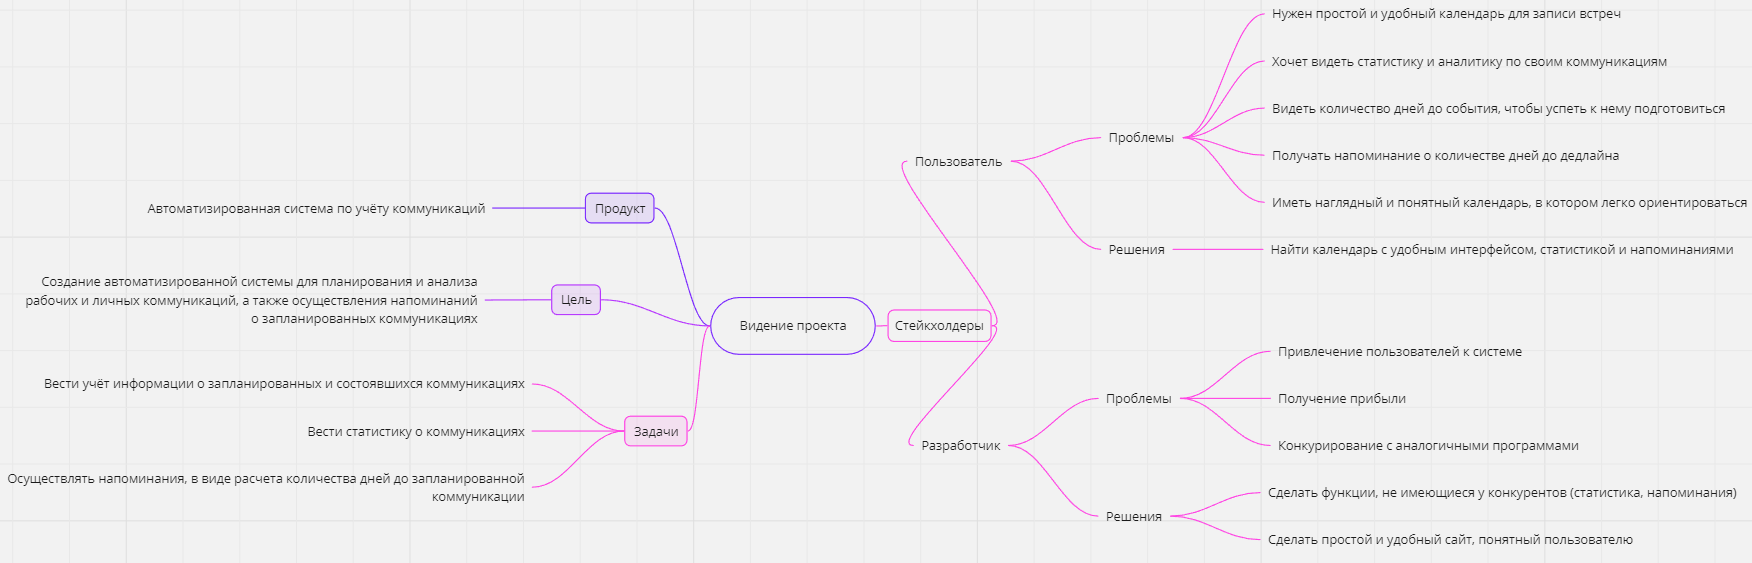 Нужен простой и удобный календарь для записи встреч
Хочет видеть статистику и аналитику по своим коммуникациям
Видеть количество дней до события, чтобы успеть к нему подготовиться
Проблемы
Получать напоминание о количестве дней до дедлайна
Пользователь
Иметь наглядный и понятный календарь, в котором легко ориентироваться
Решения
Найти календарь с удобным интерфейсом, статистикой и напоминаниями
Автоматизированная система по учёту коммуникаций
Продукт
Создание автоматизированной системы для планирования и анализа
рабочих и личных коммуникаций, а также осуществления напоминаний
о запланированных коммуникациях
Цель
Видение проекта
Стейкхолдеры
Вести учёт информации о запланированных и состоявшихся коммуникациях
Вести статистику о коммуникациях
Задачи
Осуществлять напоминания, в виде расчета количества дней до запланированной
коммуникации
Привлечение пользователей к системе
Проблемы
Получение прибыли
Разработчик
Конкурирование с аналогичными программами
Сделать функции, не имеющиеся у конкурентов (статистика, напоминания)
Решения
Сделать простой и удобный сайт, понятный пользователю